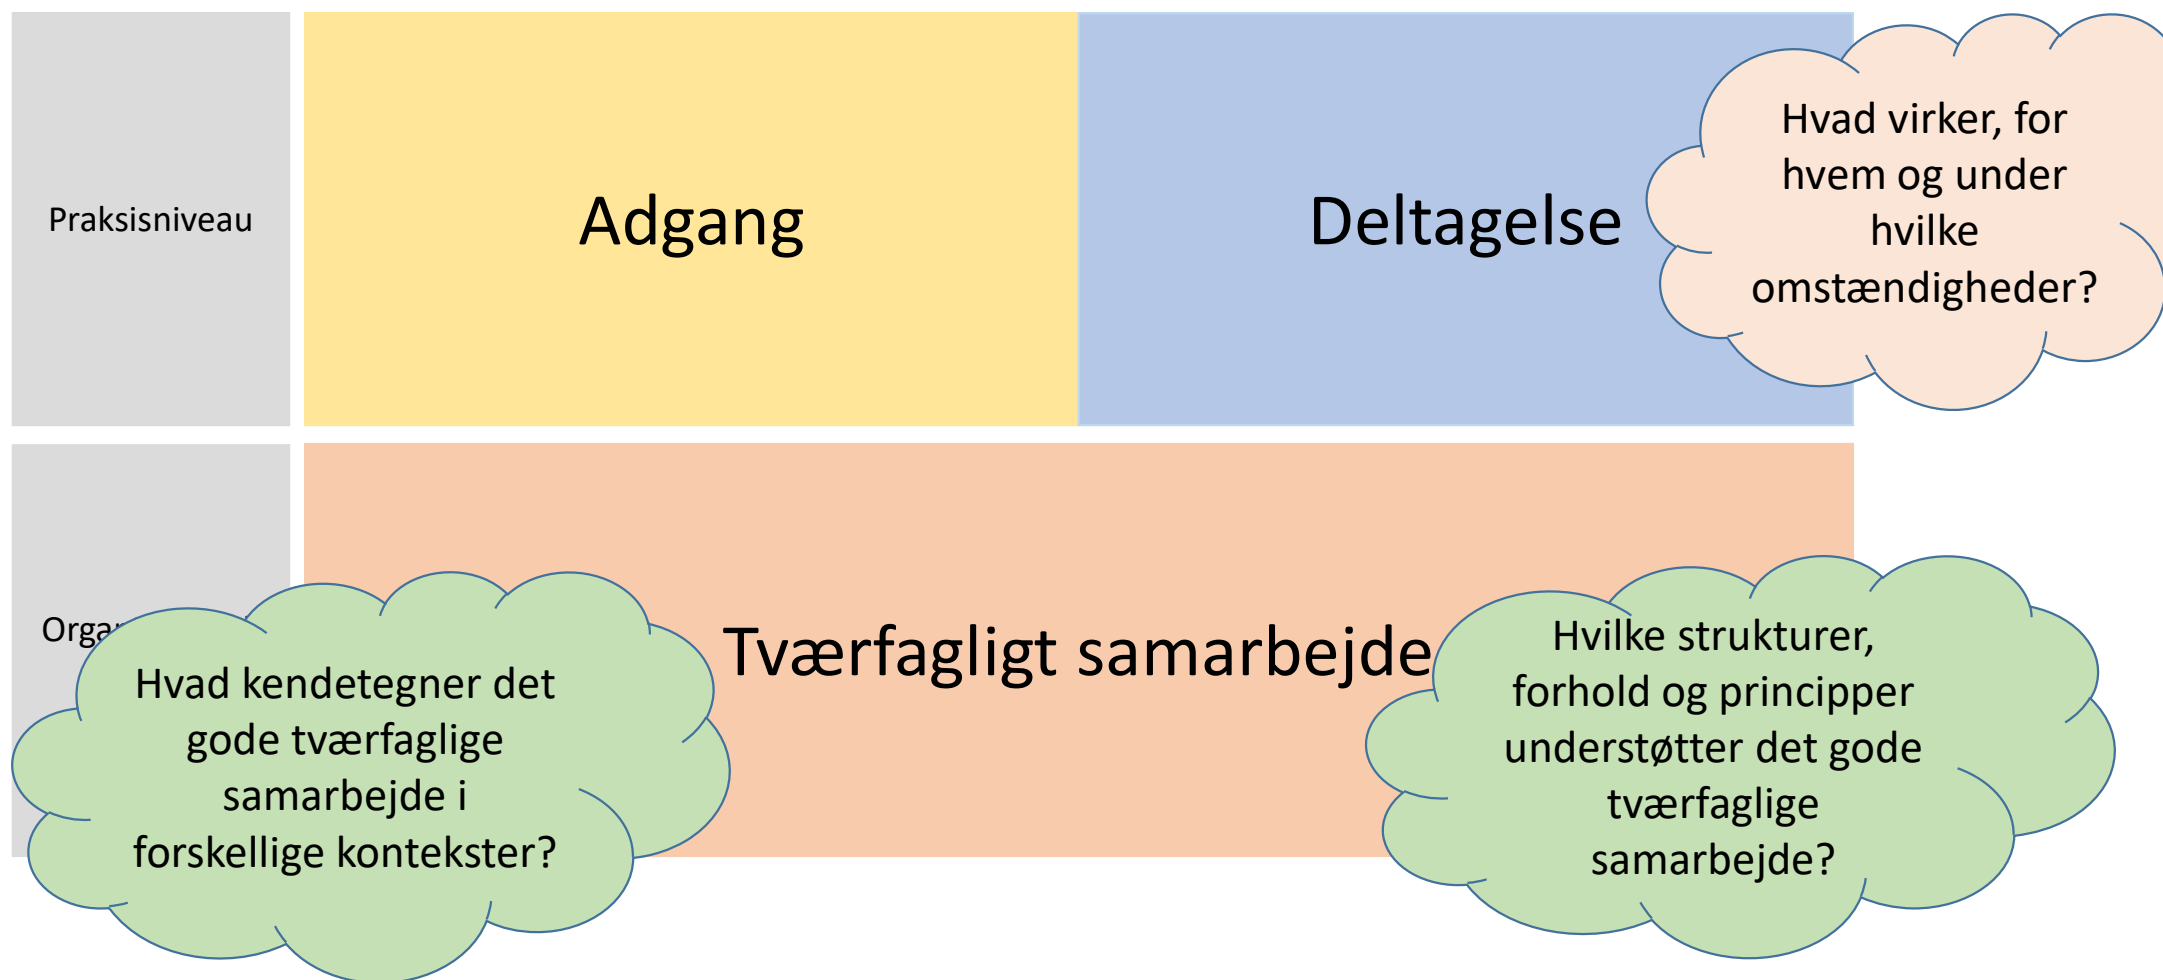 Praksisniveau
Adgang
Deltagelse
Hvad virker, for
hvem og under
hvilke
omstændigheder?
Tværfagligt samarbejde
Hvad kendetegner det
gode tværfaglige
samarbejde i
forskellige kontekster?
Hvilke strukturer,
forhold og principper
understøtter det gode
tværfaglige
samarbejde?